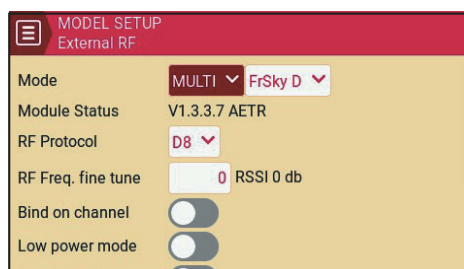 MODEL SETUP
External RF
Mode MULTI FrSky D
Module Status V1.3.3.7 AETR
RF Protocol D8
RF Freq. fine tune 0 RSSI 0 db
Bind on channel
Low power mode